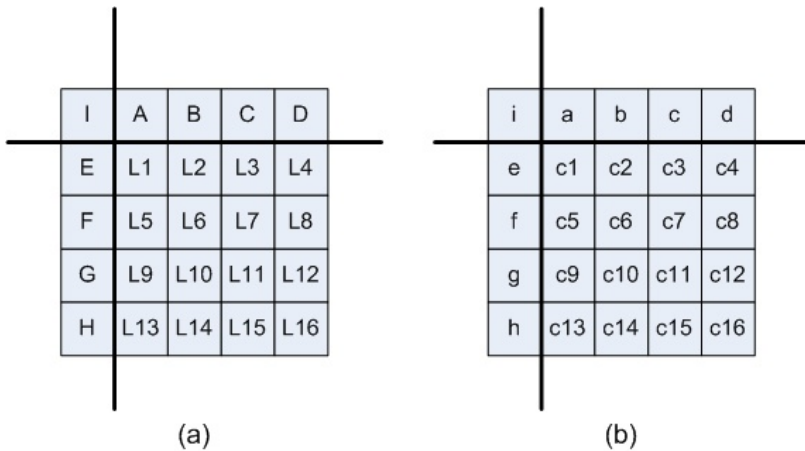 I A B C D
E L1 L2 L3 L4
F L5 L6 L7 L8
G L9 L10 L11 L12
H L13 L14 L15 L16
(a)
i a b c d
e c1 c2 c3 c4
f c5 c6 c7 c8
g c9 c10 c11 c12
h c13 c14 c15 c16
(b)